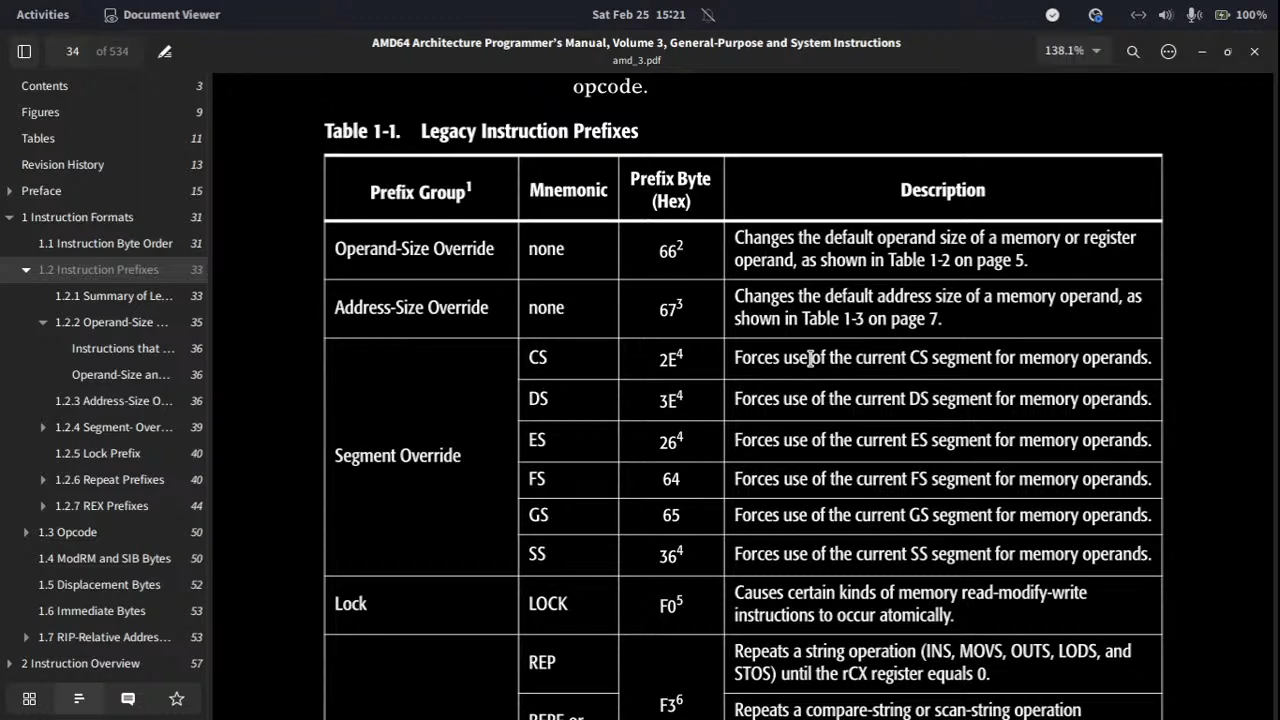 Activities
Document Viewer
Sat Feb 25 15:21
100%
34 of 534
AMD64 Architecture Programmer's Manual, Volume 3, General-Purpose and System Instructions
amd_3.pdf
138.1%
Contents 3
Figures 9
Tables 11
Revision History 13
Preface 15
1 Instruction Formats 31
1.1 Instruction Byte Order 31
1.2 Instruction Prefixes 33
1.2.1 Summary of Le… 33
1.2.2 Operand-Size … 35
Instructions that … 36
Operand-Size an… 36
1.2.3 Address-Size O… 36
1.2.4 Segment- Over… 39
1.2.5 Lock Prefix 40
1.2.6 Repeat Prefixes 40
1.2.7 REX Prefixes 44
1.3 Opcode 50
1.4 ModRM and SIB Bytes 50
1.5 Displacement Bytes 52
1.6 Immediate Bytes 53
1.7 RIP-Relative Addres… 53
2 Instruction Overview 57
opcode.
Table 1-1. Legacy Instruction Prefixes
Prefix Group1 Mnemonic Prefix Byte (Hex) Description
Operand-Size Override none 662 Changes the default operand size of a memory or register
operand, as shown in Table 1-2 on page 5.
Address-Size Override none 673 Changes the default address size of a memory operand, as
shown in Table 1-3 on page 7.
Segment Override
CS 2E4 Forces use of the current CS segment for memory operands.
DS 3E4 Forces use of the current DS segment for memory operands.
ES 264 Forces use of the current ES segment for memory operands.
FS 64 Forces use of the current FS segment for memory operands.
GS 65 Forces use of the current GS segment for memory operands.
SS 364 Forces use of the current SS segment for memory operands.
Lock LOCK F05 Causes certain kinds of memory read-modify-write
instructions to occur atomically.
REP F36 Repeats a string operation (INS, MOVS, OUTS, LODS, and
STOS) until the rCX register equals 0.
REPE or Repeats a compare-string or scan-string operation